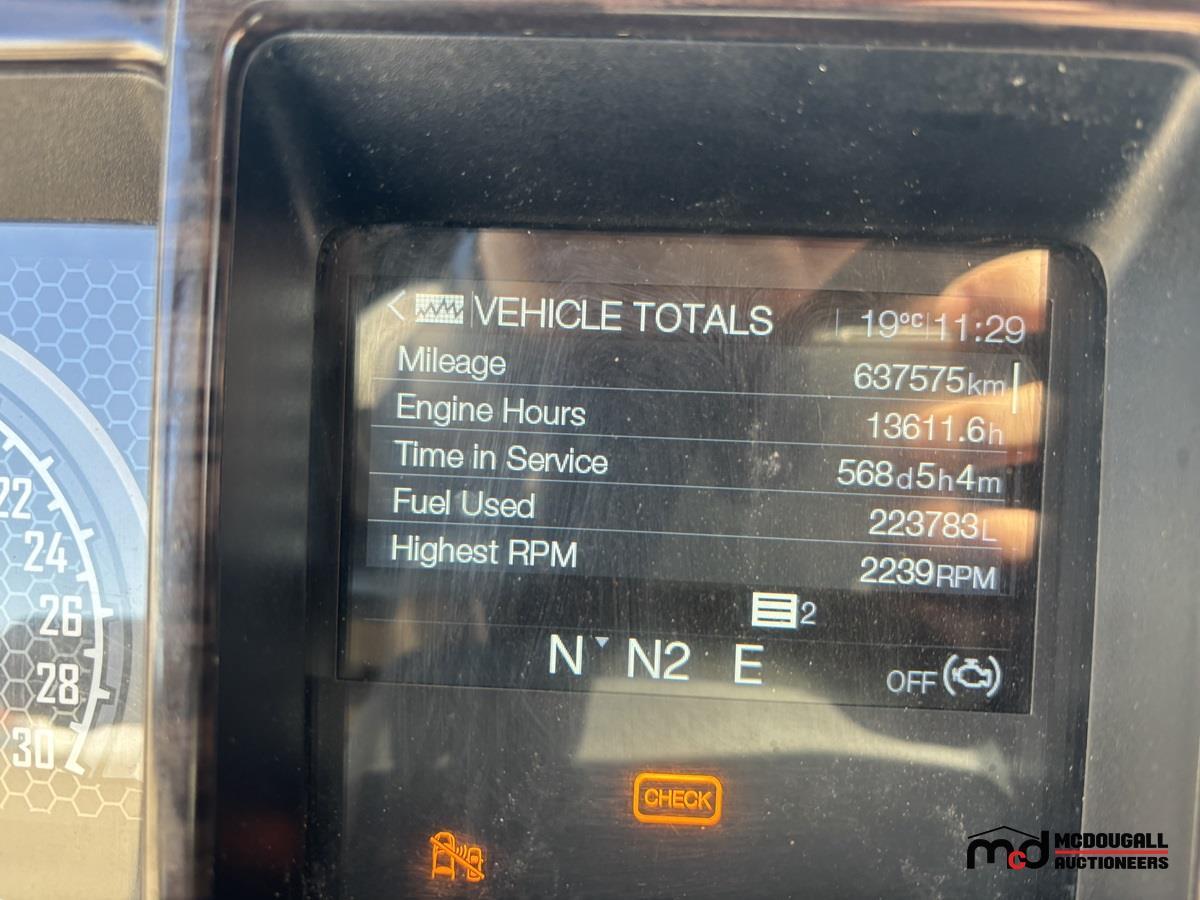 VEHICLE TOTALS 19°C 11:29
Mileage 637575km
Engine Hours 13611.6h
Time in Service 568d5h4m
Fuel Used 223783L
Highest RPM 2239RPM
2
N N2 E OFF
CHECK
22
24
26
28
30
mcd MCDOUGALL
AUCTIONEERS